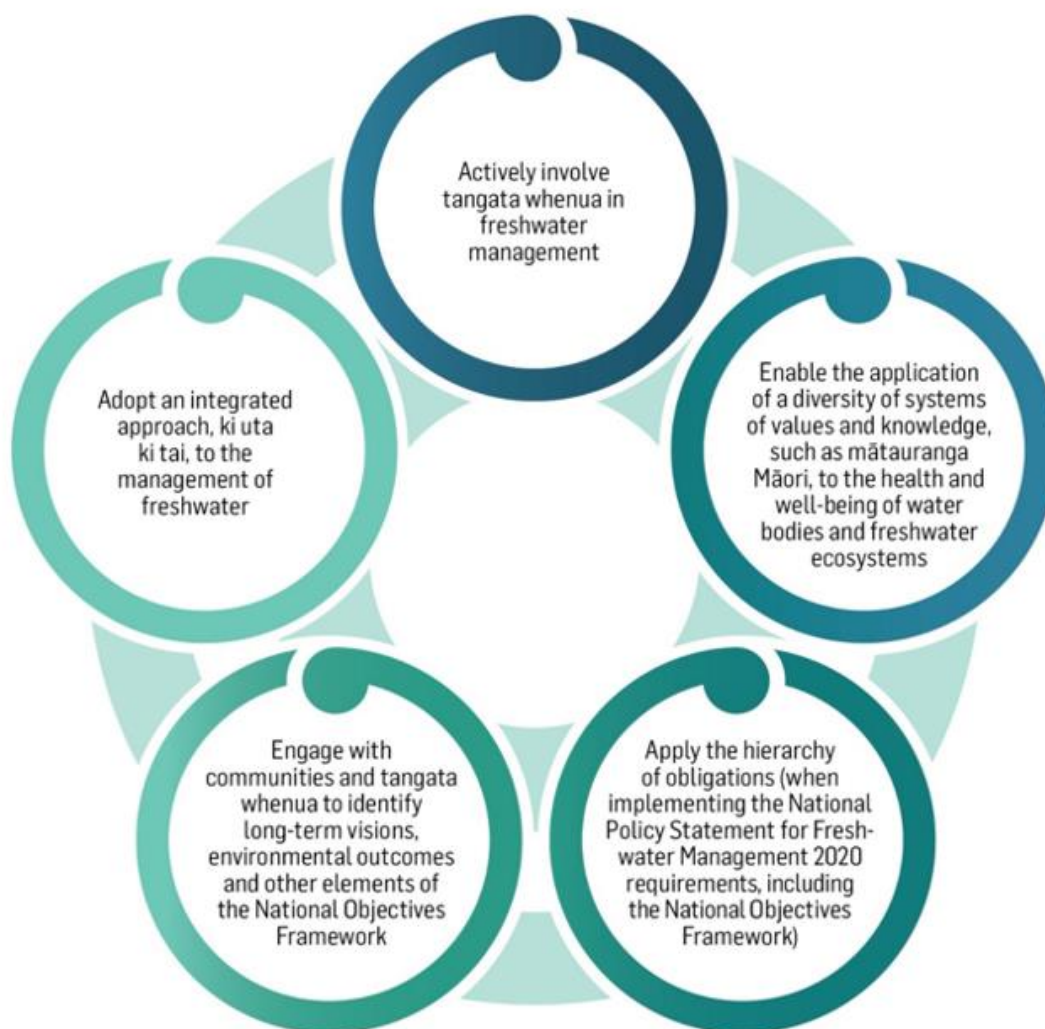 Actively involve
tangata whenua in
freshwater
management
Adopt an integrated
approach, ki uta
ki tai, to the
management of
freshwater
Enable the application
of a diversity of systems
of values and knowledge,
such as mātauranga
Māori, to the health and
well-being of water
bodies and freshwater
ecosystems
Engage with
communities and tangata
whenua to identify
long-term visions,
environmental outcomes
and other elements of
the National Objectives
Framework
Apply the hierarchy
of obligations (when
implementing the National
Policy Statement for Fresh-
water Management 2020
requirements, including
the National Objectives
Framework)